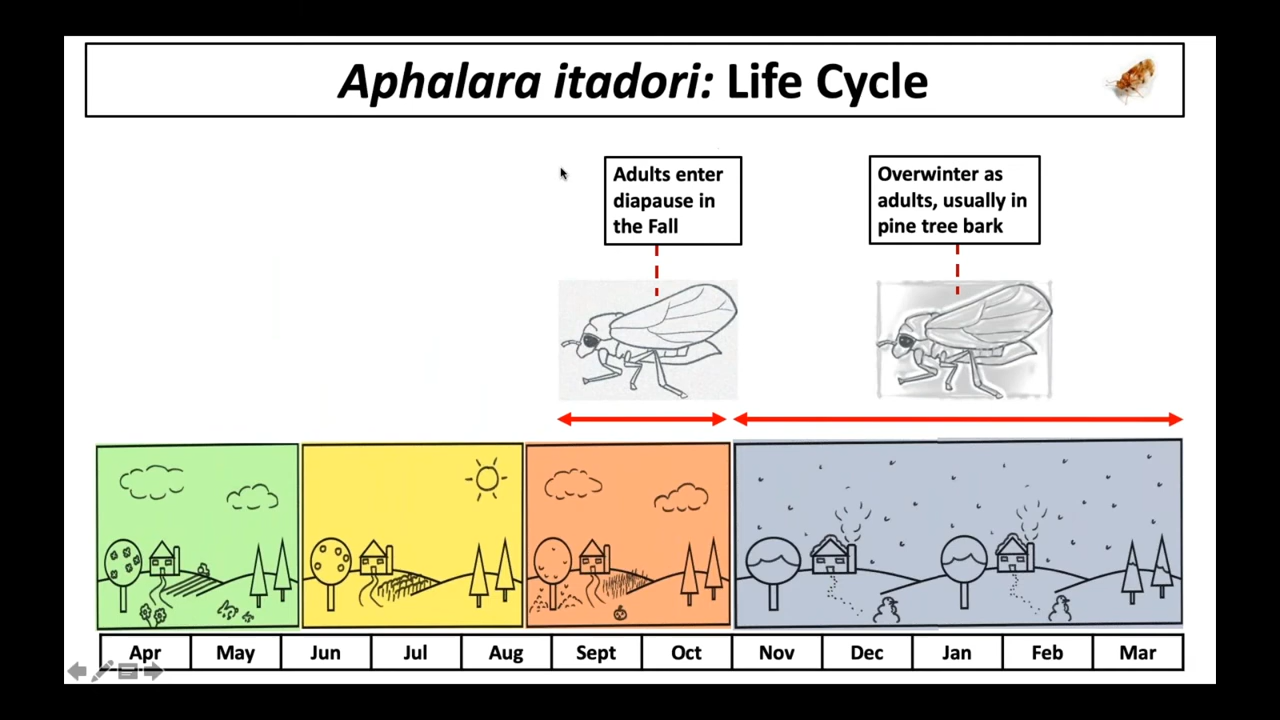 Aphalara itadori: Life Cycle
Adults enter
diapause in
the Fall
Overwinter as
adults, usually in
pine tree bark
Apr May Jun Jul Aug Sept Oct Nov Dec Jan Feb Mar